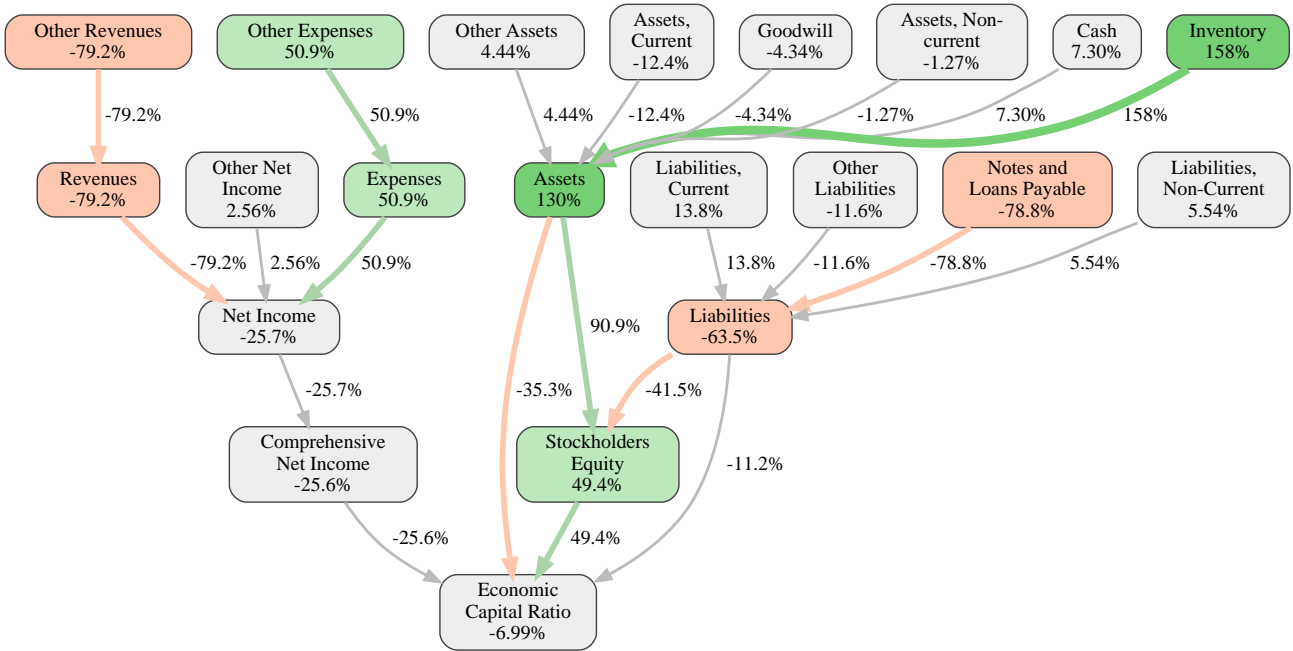 Other Revenues
-79.2%
Other Expenses
50.9%
Other Assets
4.44%
Assets,
Current
-12.4%
Goodwill
-4.34%
Assets, Non-
current
-1.27%
Cash
7.30%
Inventory
158%
-79.2%
50.9%
4.44%
-12.4%
-4.34%
-1.27%
7.30%
158%
Revenues
-79.2%
Other Net
Income
2.56%
Expenses
50.9%
Assets
130%
Liabilities,
Current
13.8%
Other
Liabilities
-11.6%
Notes and
Loans Payable
-78.8%
Liabilities,
Non-Current
5.54%
-79.2%
2.56%
50.9%
13.8%
-11.6%
-78.8%
5.54%
Net Income
-25.7%
90.9%
Liabilities
-63.5%
-25.7%
-35.3%
-41.5%
Comprehensive
Net Income
-25.6%
Stockholders
Equity
49.4%
-11.2%
-25.6%
49.4%
Economic
Capital Ratio
-6.99%